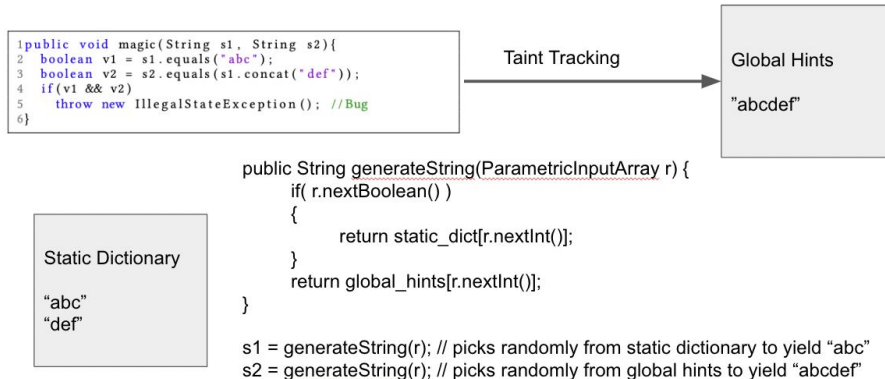 1public void magic(String s1, String s2){
2 boolean v1 = s1.equals("abc");
3 boolean v2 = s2.equals(s1.concat("def"));
4 if(v1 && v2)
5 throw new IllegalStateException(); //Bug
6}
Taint Tracking
Global Hints
"abcdef"
public String generateString(ParametricInputArray r) {
if( r.nextBoolean() )
{
return static_dict[r.nextInt()];
}
return global_hints[r.nextInt()];
}
Static Dictionary
“abc”
“def”
s1 = generateString(r); // picks randomly from static dictionary to yield “abc”
s2 = generateString(r); // picks randomly from global hints to yield “abcdef”